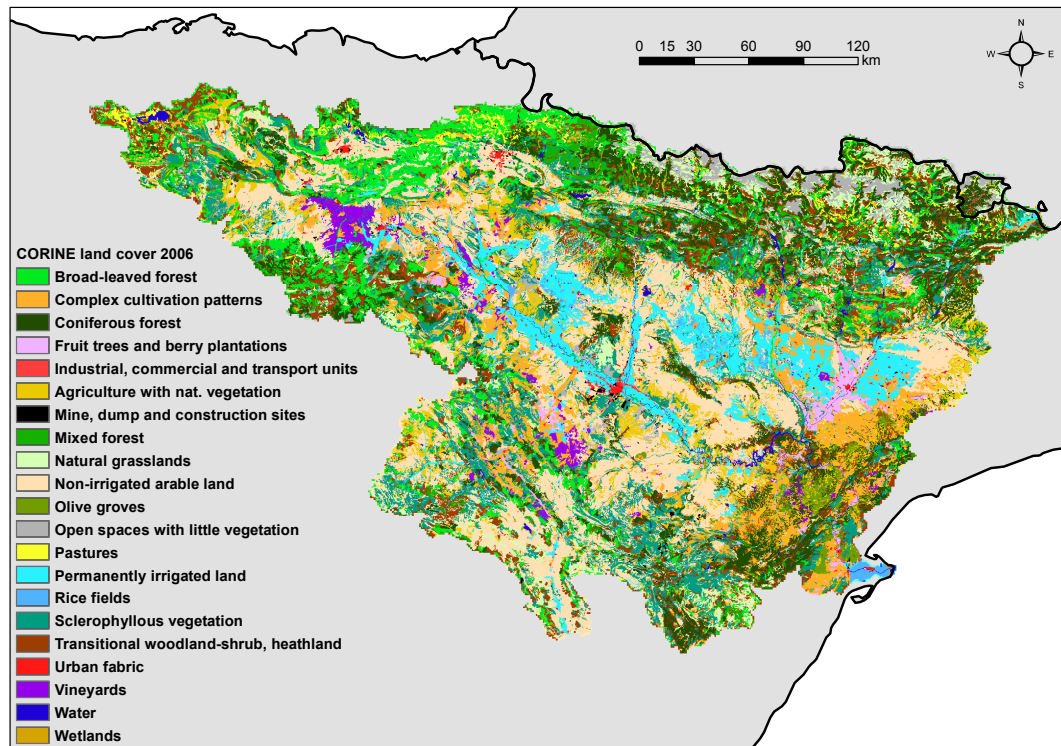 N
W E
S
0 15 30 60 90 120
km
CORINE land cover 2006
Broad-leaved forest
Complex cultivation patterns
Coniferous forest
Fruit trees and berry plantations
Industrial, commercial and transport units
Agriculture with nat. vegetation
Mine, dump and construction sites
Mixed forest
Natural grasslands
Non-irrigated arable land
Olive groves
Open spaces with little vegetation
Pastures
Permanently irrigated land
Rice fields
Sclerophyllous vegetation
Transitional woodland-shrub, heathland
Urban fabric
Vineyards
Water
Wetlands